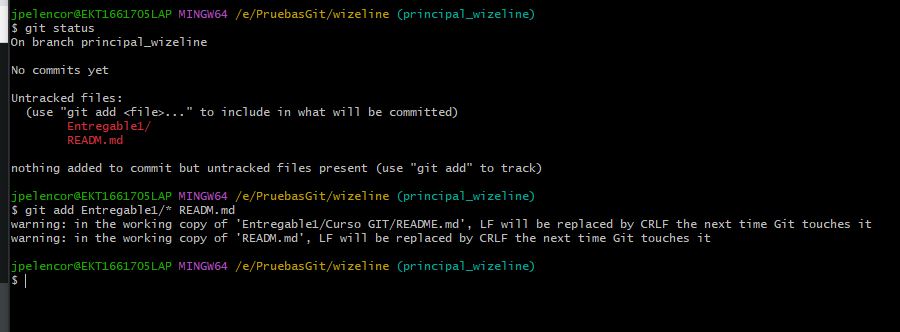 jpelencor@EKT1661705LAP MINGW64 /e/PruebasGit/wizeline (principal_wizeline)
$ git status
On branch principal_wizeline
No commits yet
Untracked files:
(use "git add <file>..." to include in what will be committed)
Entregable1/
READM.md
nothing added to commit but untracked files present (use "git add" to track)
jpelencor@EKT1661705LAP MINGW64 /e/PruebasGit/wizeline (principal_wizeline)
$ git add Entregable1/* READM.md
warning: in the working copy of 'Entregable1/Curso GIT/README.md', LF will be replaced by CRLF the next time Git touches it
warning: in the working copy of 'READM.md', LF will be replaced by CRLF the next time Git touches it
jpelencor@EKT1661705LAP MINGW64 /e/PruebasGit/wizeline (principal_wizeline)
$